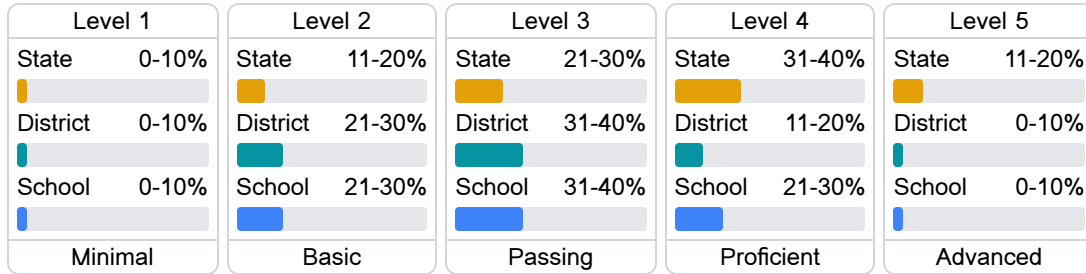 Level 1
State 0-10%
District 0-10%
School 0-10%
Minimal
Level 2
State 11-20%
District 21-30%
School 21-30%
Basic
Level 3
State 21-30%
District 31-40%
School 31-40%
Passing
Level 4
State 31-40%
District 11-20%
School 21-30%
Proficient
Level 5
State 11-20%
District 0-10%
School 0-10%
Advanced